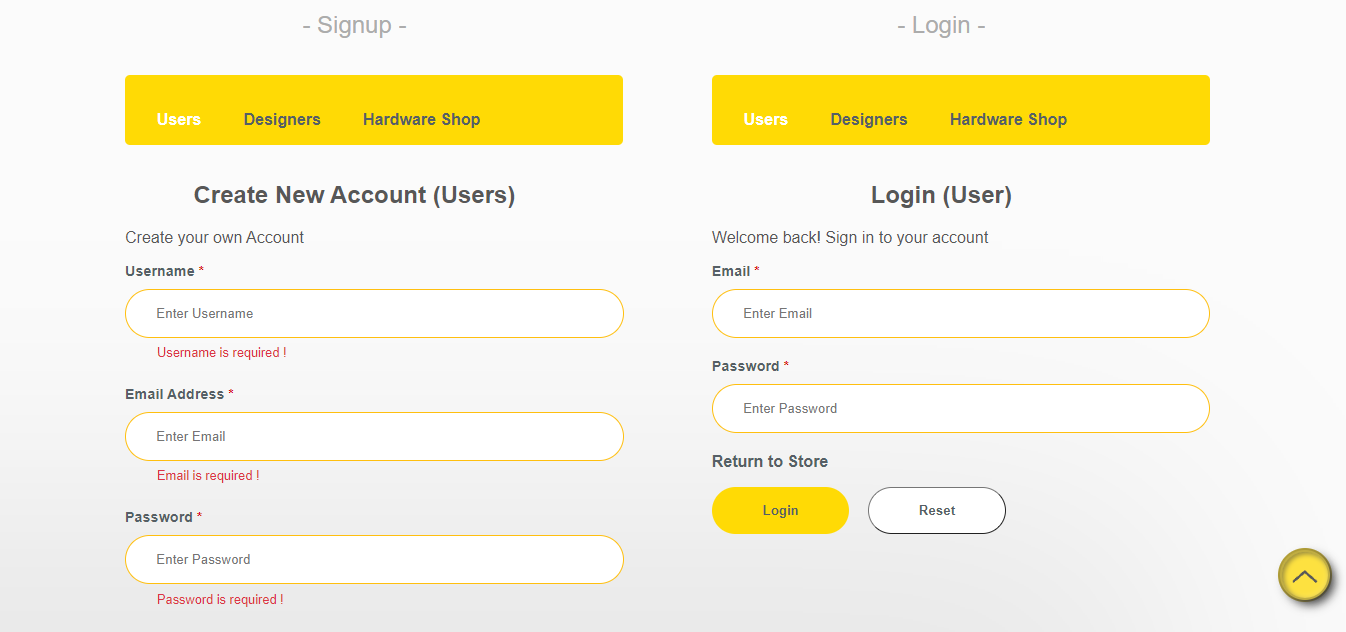 - Signup -
Users Designers Hardware Shop
Create New Account (Users)
Create your own Account
Username *
Enter Username
Username is required !
Email Address *
Enter Email
Email is required !
Password *
Enter Password
Password is required !
- Login -
Users Designers Hardware Shop
Login (User)
Welcome back! Sign in to your account
Email *
Enter Email
Password *
Enter Password
Return to Store
Login Reset